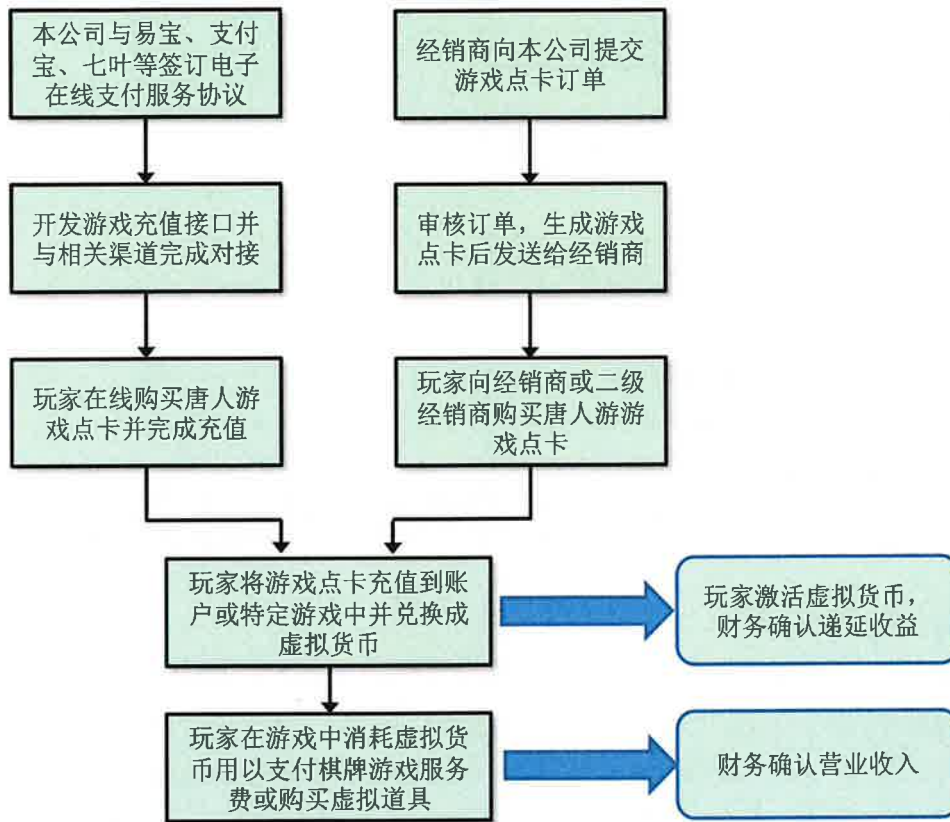 本公司与易宝、支付
宝、七叶等签订电子
在线支付服务协议
经销商向本公司提交
游戏点卡订单
开发游戏充值接口并
与相关渠道完成对接
审核订单，生成游戏
点卡后发送给经销商
玩家在线购买唐人游
戏点卡并完成充值
玩家向经销商或二级
经销商购买唐人游游
戏点卡
玩家将游戏点卡充值到账
户或特定游戏中并兑换成
虚拟货币
玩家激活虚拟货币，
财务确认递延收益
玩家在游戏中消耗虚拟货
币用以支付棋牌游戏服务
费或购买虚拟道具
财务确认营业收入